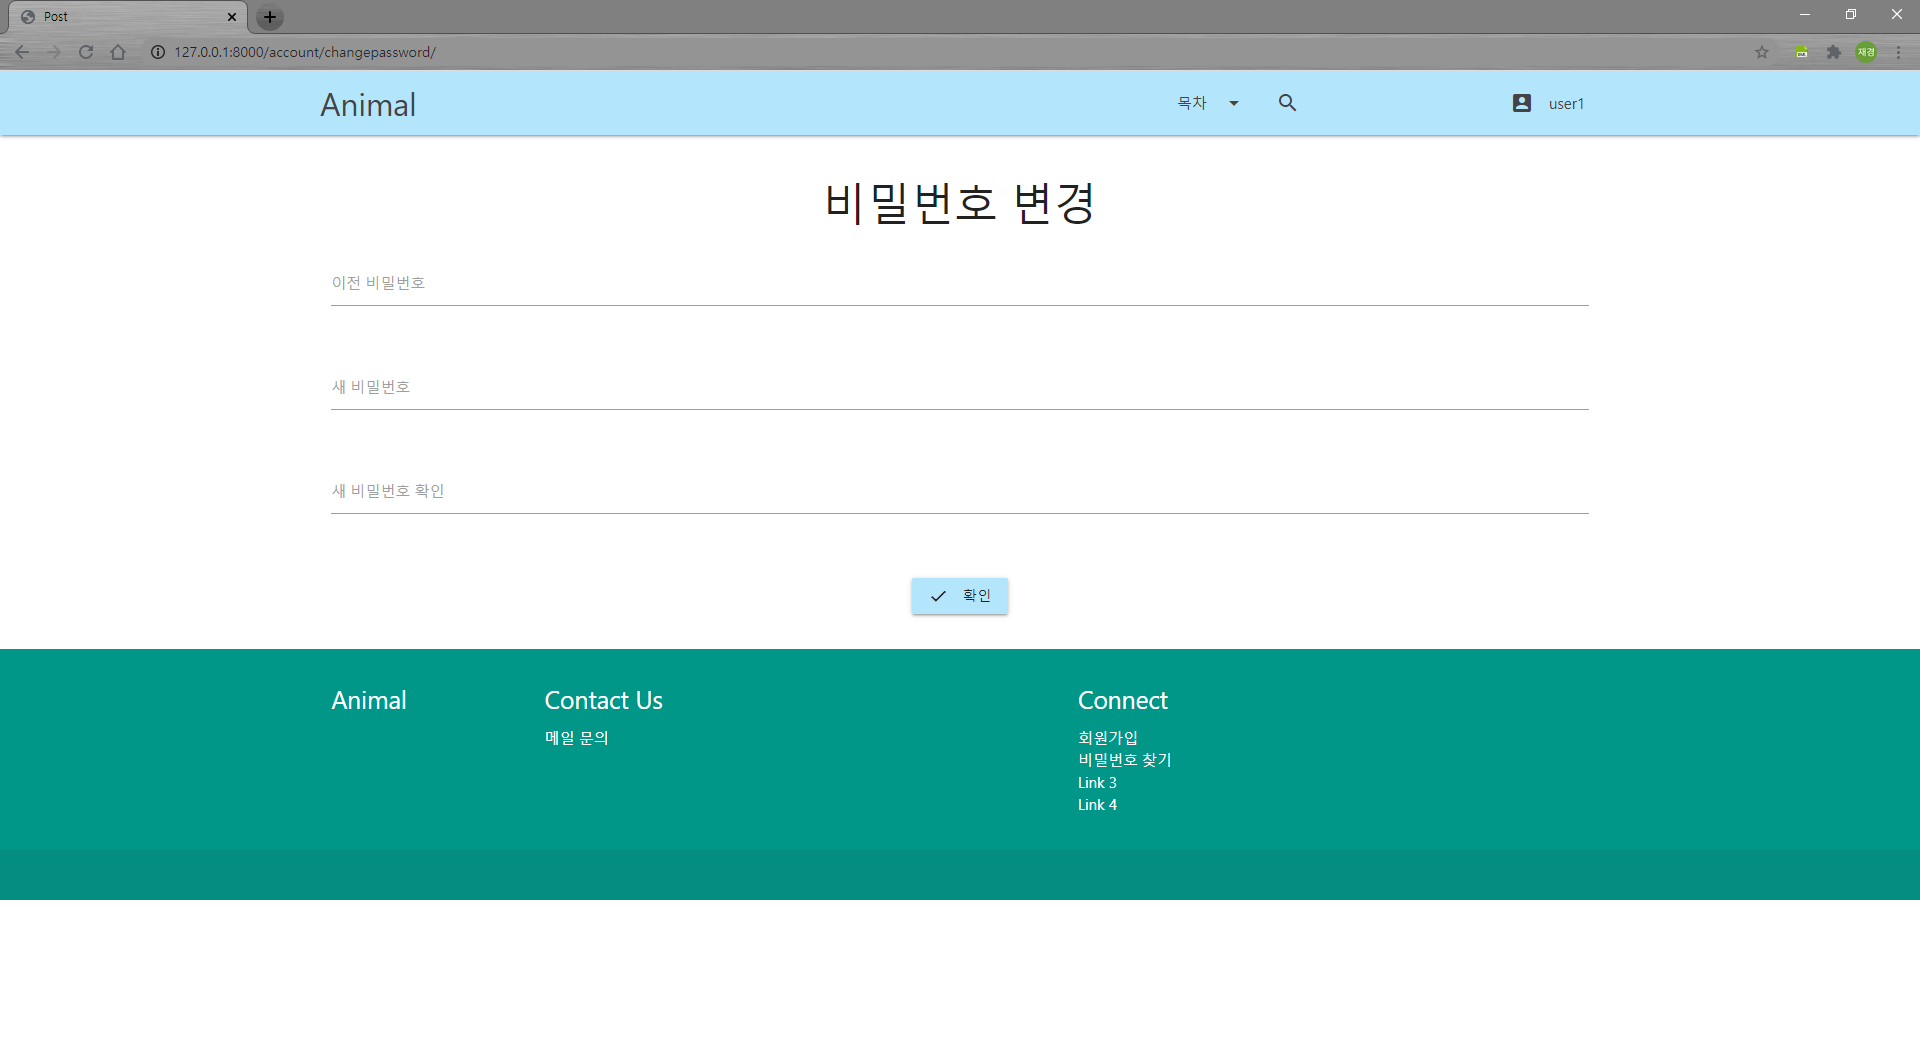 Post
127.0.0.1:8000/account/changepassword/
재경
Animal
목차
user1
비밀번호 변경
이전 비밀번호
새 비밀번호
새 비밀번호 확인
확인
Animal
Contact Us
메일 문의
Connect
회원가입
비밀번호 찾기
Link 3
Link 4